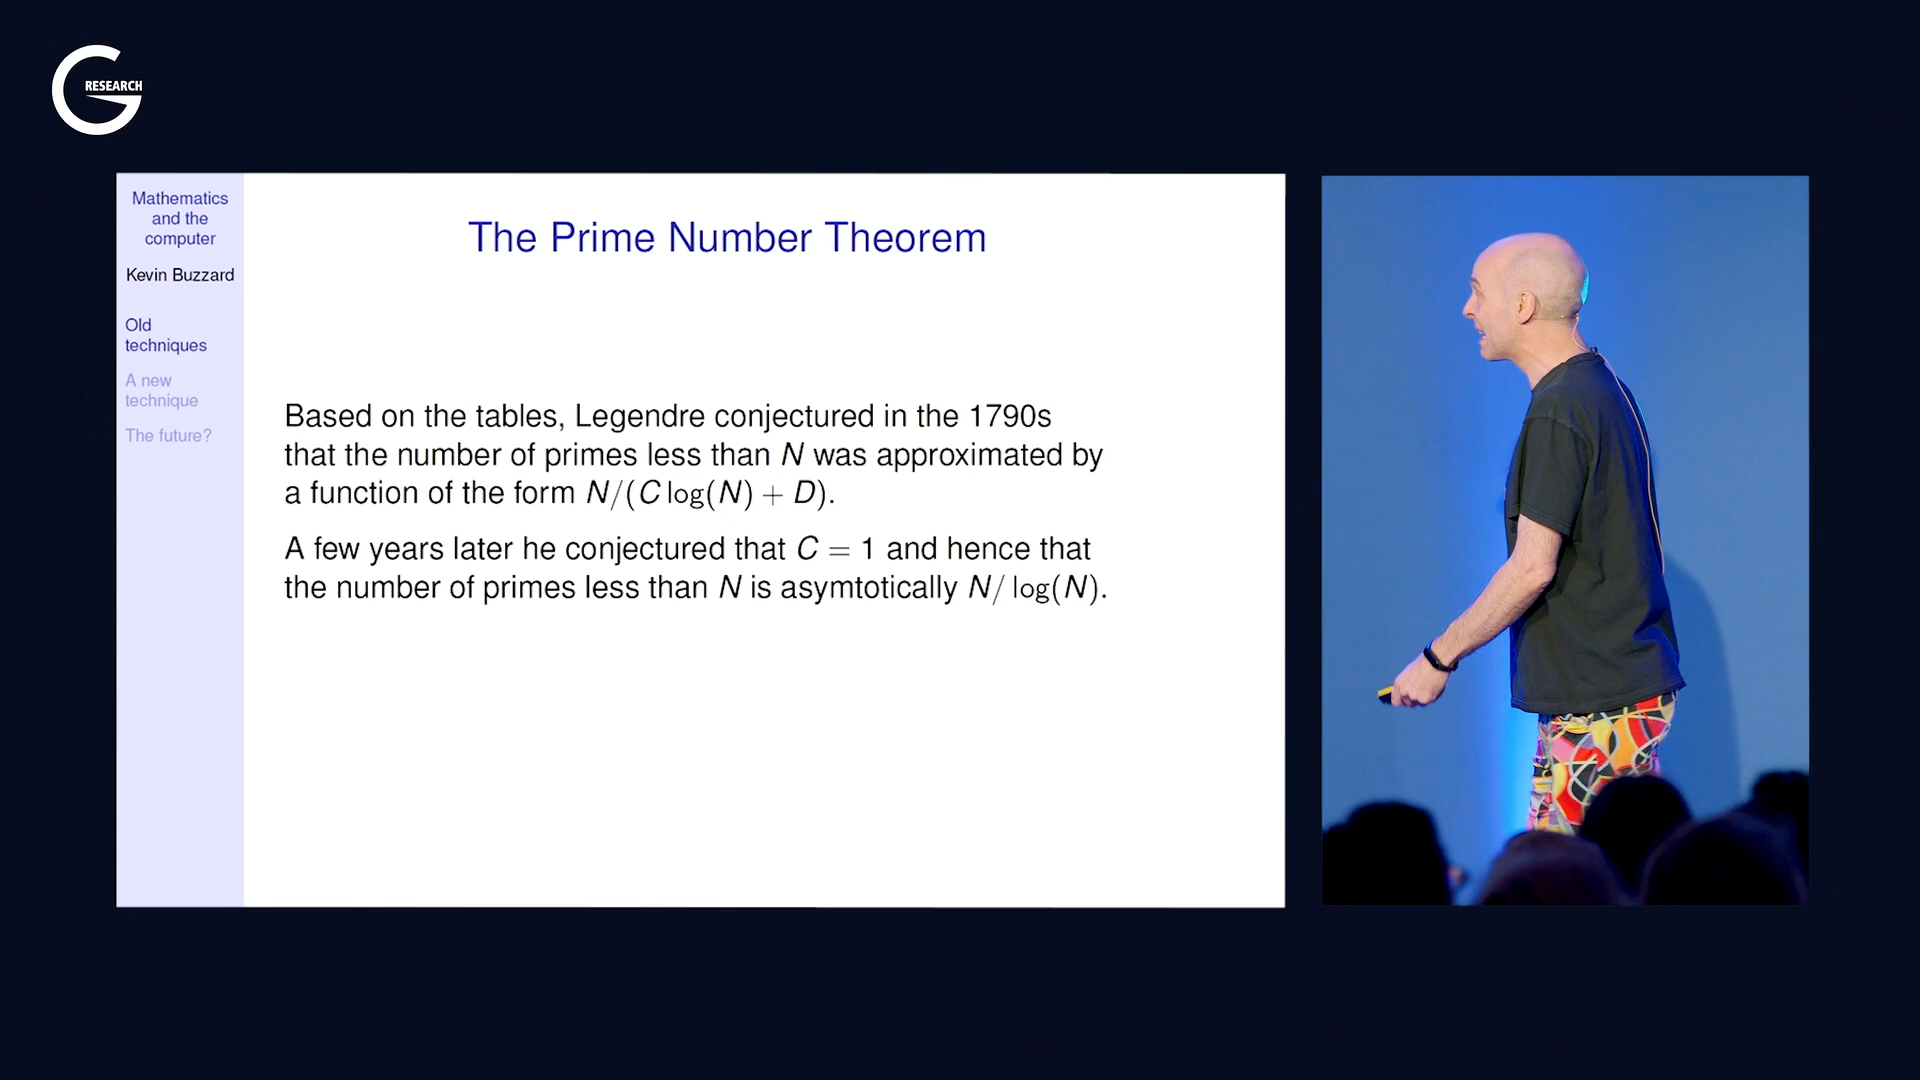 RESEARCH
Mathematics
and the
computer
Kevin Buzzard
Old
techniques
A new
technique
The future?
The Prime Number Theorem
Based on the tables, Legendre conjectured in the 1790s
that the number of primes less than N was approximated by
a function of the form N/(C log(N) + D).
A few years later he conjectured that C = 1 and hence that
the number of primes less than N is asymtotically N/ log(N).